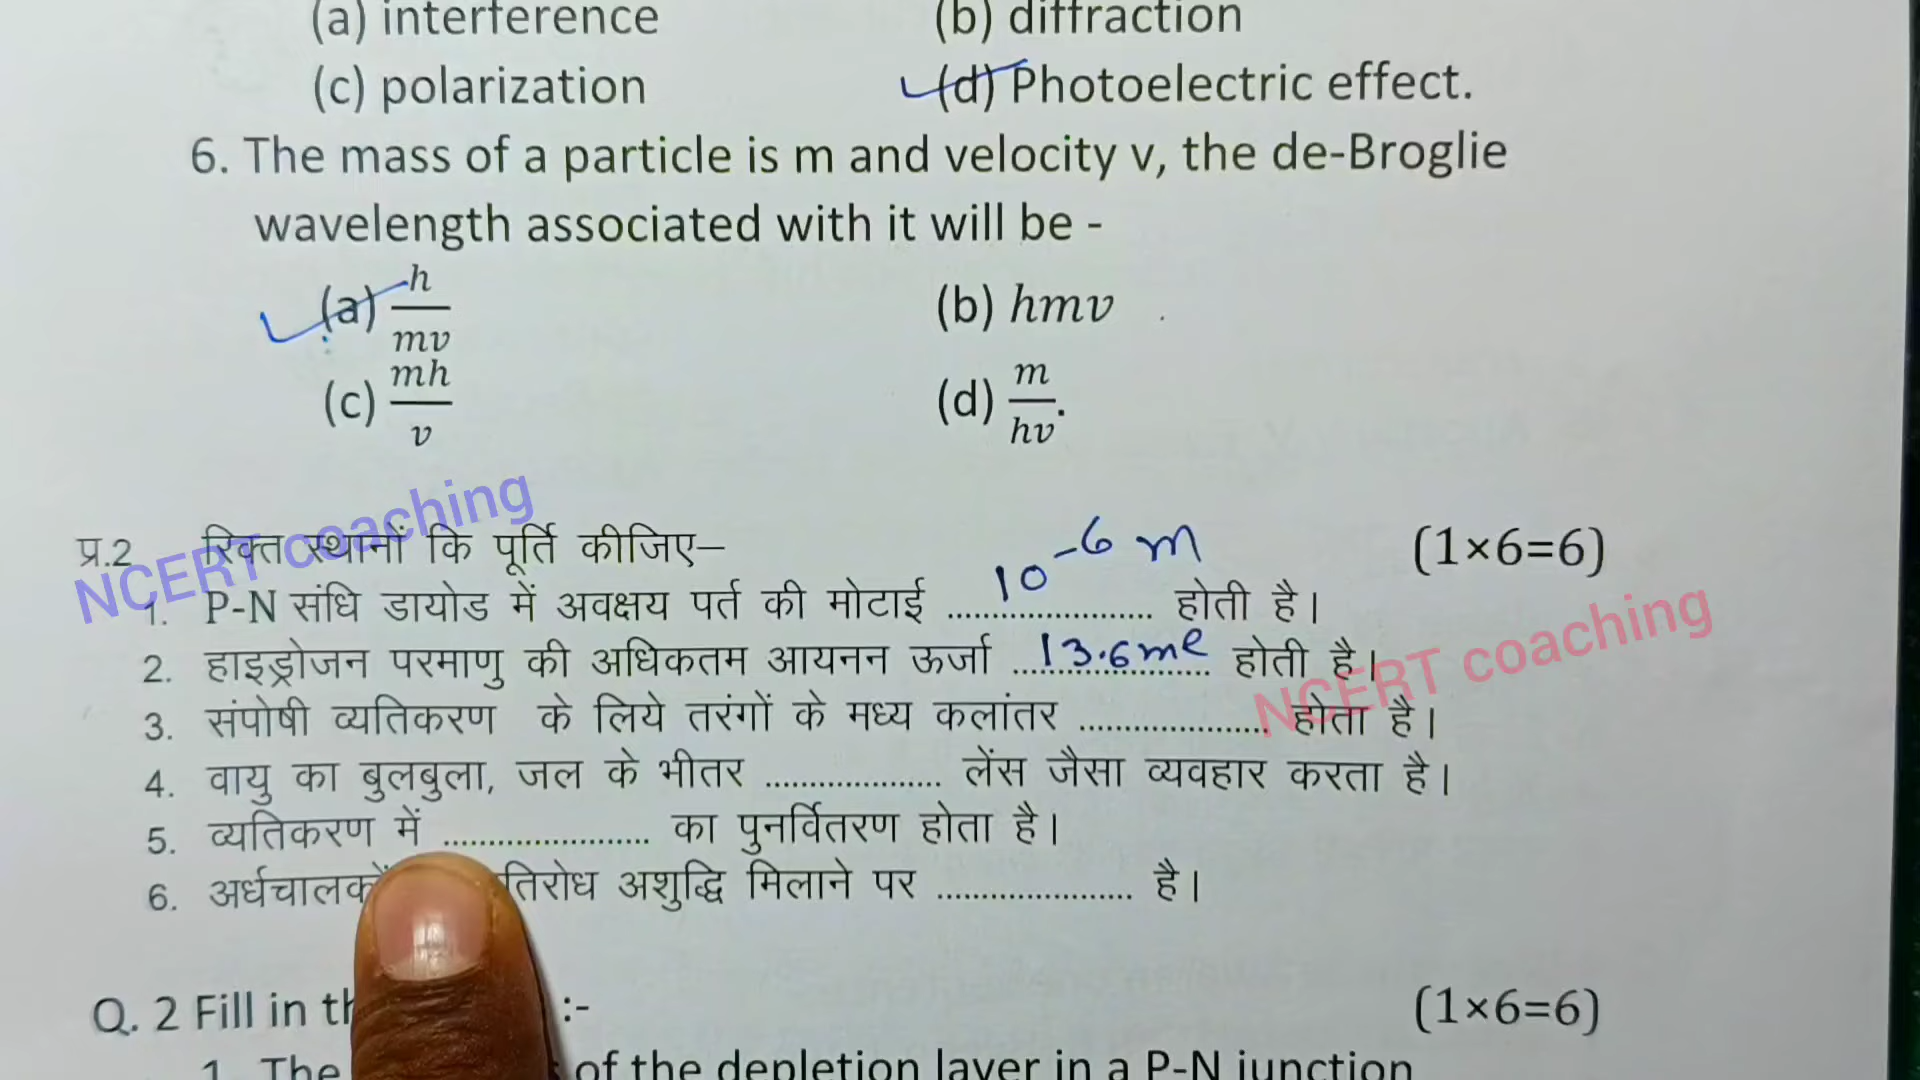 (a) interference (b) diffraction
(c) polarization (d) Photoelectric effect.
6. The mass of a particle is m and velocity v, the de-Broglie
wavelength associated with it will be -
(a) h/mv (b) hmv
(c) mh/v (d) m/hv.
प्र.2 रिक्त स्थानों कि पूर्ति कीजिए– (1×6=6)
1. P-N संधि डायोड में अवक्षय पर्त की मोटाई ...10^-6 m... होती है।
2. हाइड्रोजन परमाणु की अधिकतम आयनन ऊर्जा ...13.6me... होती है।
3. संपोषी व्यतिकरण के लिये तरंगों के मध्य कलांतर ..................... होता है।
4. वायु का बुलबुला, जल के भीतर ................... लेंस जैसा व्यवहार करता है।
5. व्यतिकरण में ...................... का पुनर्वितरण होता है।
6. अर्धचालकों तिरोध अशुद्धि मिलाने पर ..................... है।
Q. 2 Fill in th :- (1×6=6)
1. The of the depletion layer in a P-N junction
NCERT coaching
NCERT coaching